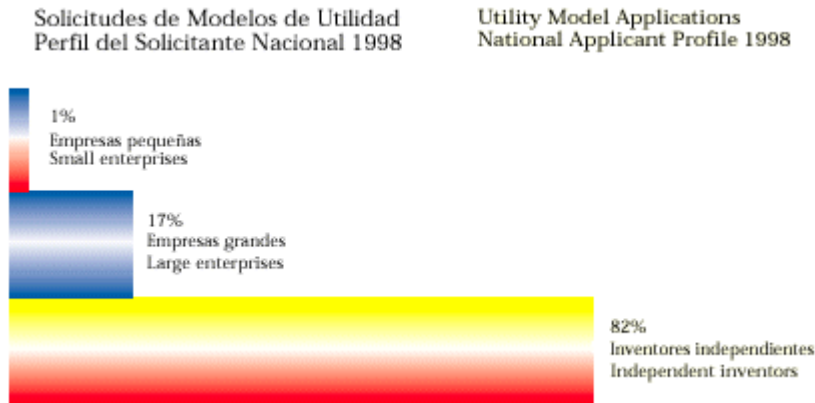 Solicitudes de Modelos de Utilidad
Perfil del Solicitante Nacional 1998
Utility Model Applications
National Applicant Profile 1998
1%
Empresas pequeñas
Small enterprises
17%
Empresas grandes
Large enterprises
82%
Inventores independientes
Independent inventors